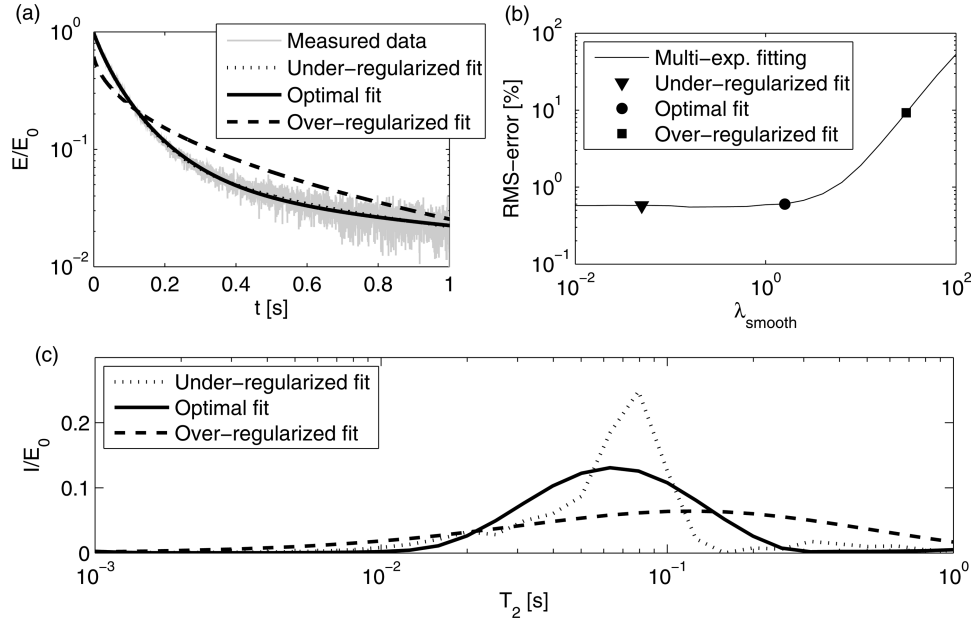 (a)
10^0
10^-1
10^-2
E/E_0
0
0.2
0.4
0.6
0.8
1
t [s]
Measured data
Under-regularized fit
Optimal fit
Over-regularized fit
(b)
10^2
10^1
10^0
10^-1
RMS-error [%]
10^-2
10^0
10^2
λ_smooth
Multi-exp. fitting
Under-regularized fit
Optimal fit
Over-regularized fit
(c)
0.2
0.1
0
I/E_0
Under-regularized fit
Optimal fit
Over-regularized fit
10^-3
10^-2
10^-1
10^0
T_2 [s]